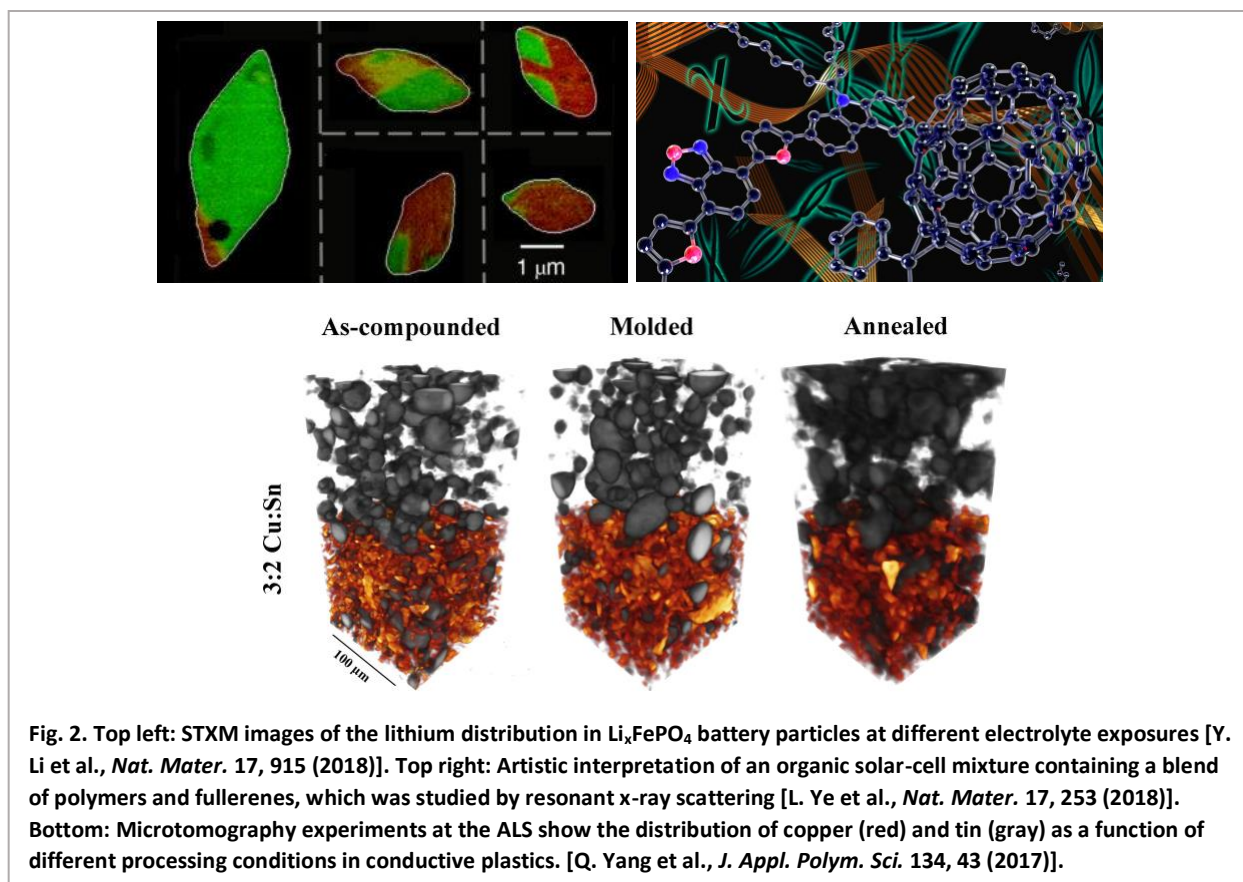 1 μm
As-compounded Molded Annealed
3:2 Cu:Sn
100 μm
Fig. 2. Top left: STXM images of the lithium distribution in LixFePO4 battery particles at different electrolyte exposures [Y.
Li et al., Nat. Mater. 17, 915 (2018)]. Top right: Artistic interpretation of an organic solar-cell mixture containing a blend
of polymers and fullerenes, which was studied by resonant x-ray scattering [L. Ye et al., Nat. Mater. 17, 253 (2018)].
Bottom: Microtomography experiments at the ALS show the distribution of copper (red) and tin (gray) as a function of
different processing conditions in conductive plastics. [Q. Yang et al., J. Appl. Polym. Sci. 134, 43 (2017)].